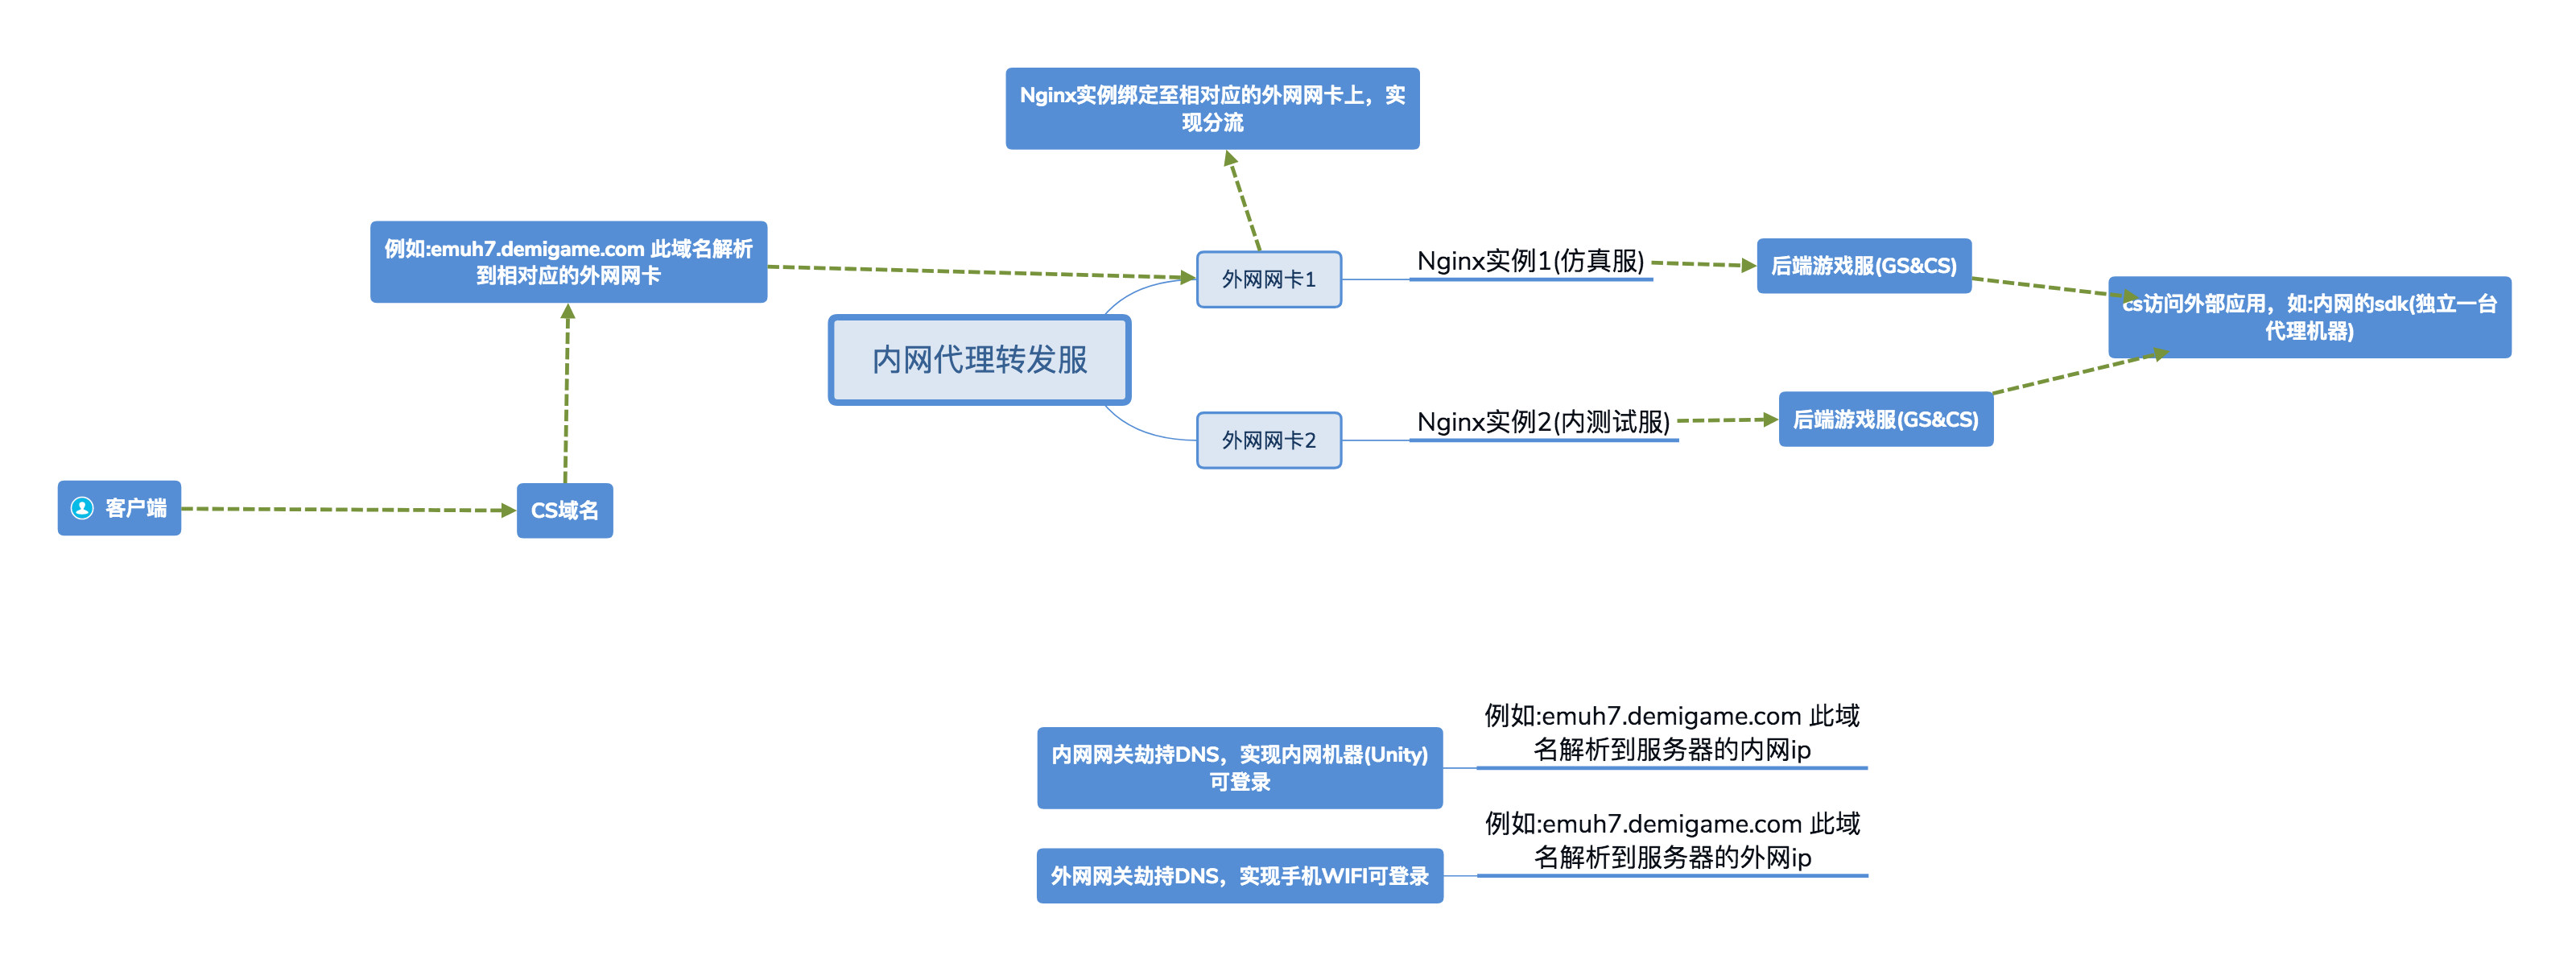 Nginx实例绑定至相对应的外网网卡上，实
现分流
例如:emuh7.demigame.com 此域名解析
到相对应的外网网卡
外网网卡1
Nginx实例1(仿真服)
后端游戏服(GS&CS)
cs访问外部应用，如:内网的sdk(独立一台
代理机器)
内网代理转发服
外网网卡2
Nginx实例2(内测试服)
后端游戏服(GS&CS)
客户端
CS域名
内网网关劫持DNS，实现内网机器(Unity)
可登录
例如:emuh7.demigame.com 此域
名解析到服务器的内网ip
外网网关劫持DNS，实现手机WIFI可登录
例如:emuh7.demigame.com 此域
名解析到服务器的外网ip